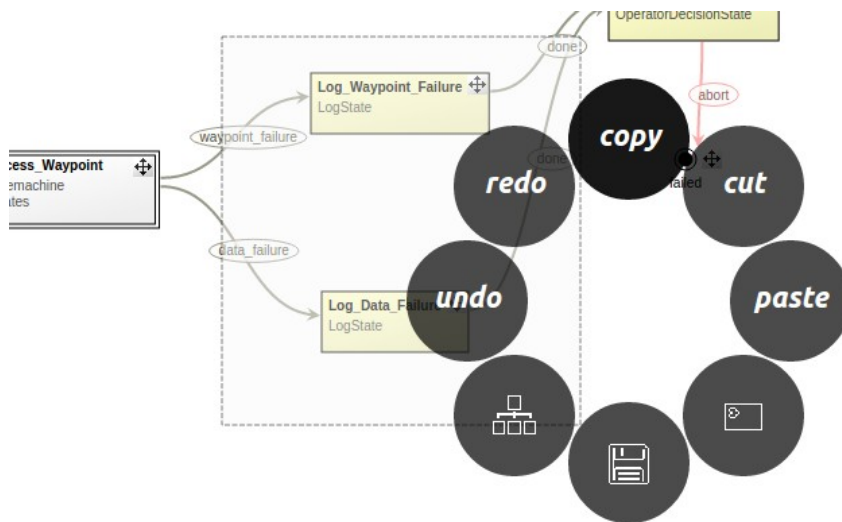 OperatorDecisionState
done
Log_Waypoint_Failure
LogState
abort
waypoint_failure
copy
done
cess_Waypoint
emachine
ates
redo
failed
cut
data_failure
undo
paste
Log_Data_Failure
LogState